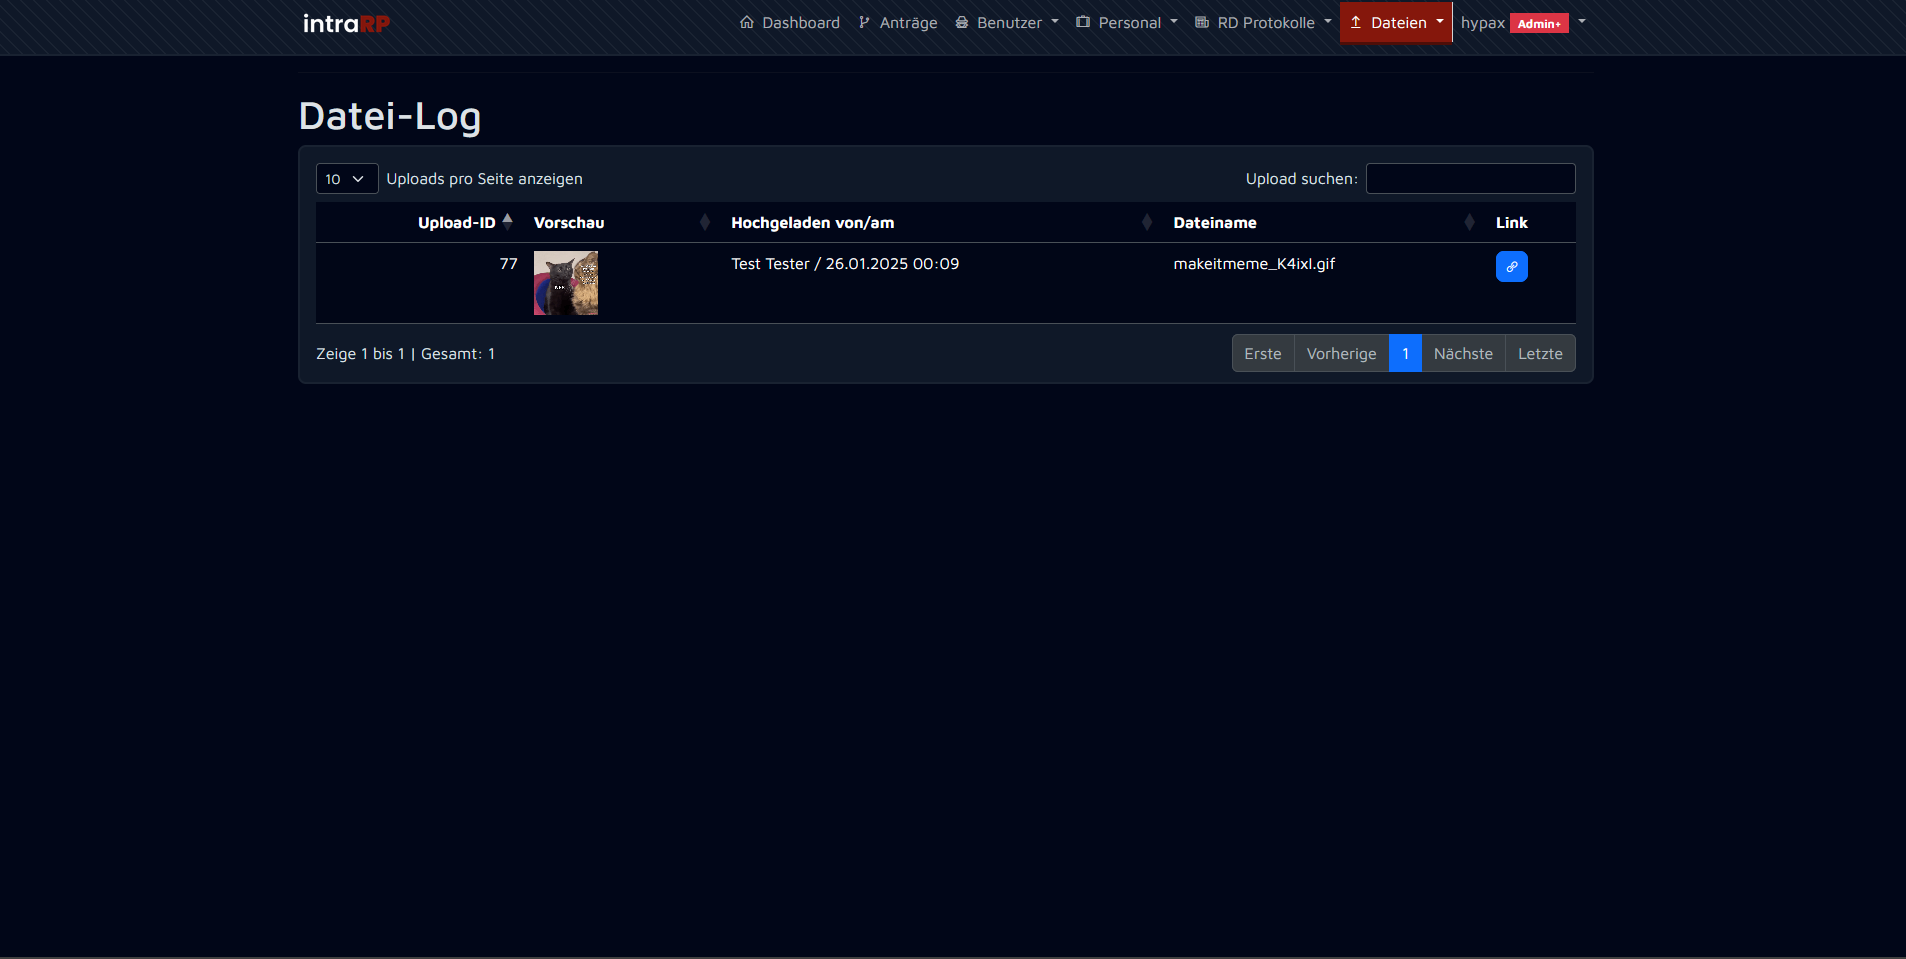 intraRP Dashboard Anträge Benutzer Personal RD Protokolle Dateien hypax Admin+
Datei-Log
10 Uploads pro Seite anzeigen Upload suchen:
Upload-ID Vorschau Hochgeladen von/am Dateiname Link
77 Test Tester / 26.01.2025 00:09 makeitmeme_K4ixl.gif
Zeige 1 bis 1 | Gesamt: 1 Erste Vorherige 1 Nächste Letzte